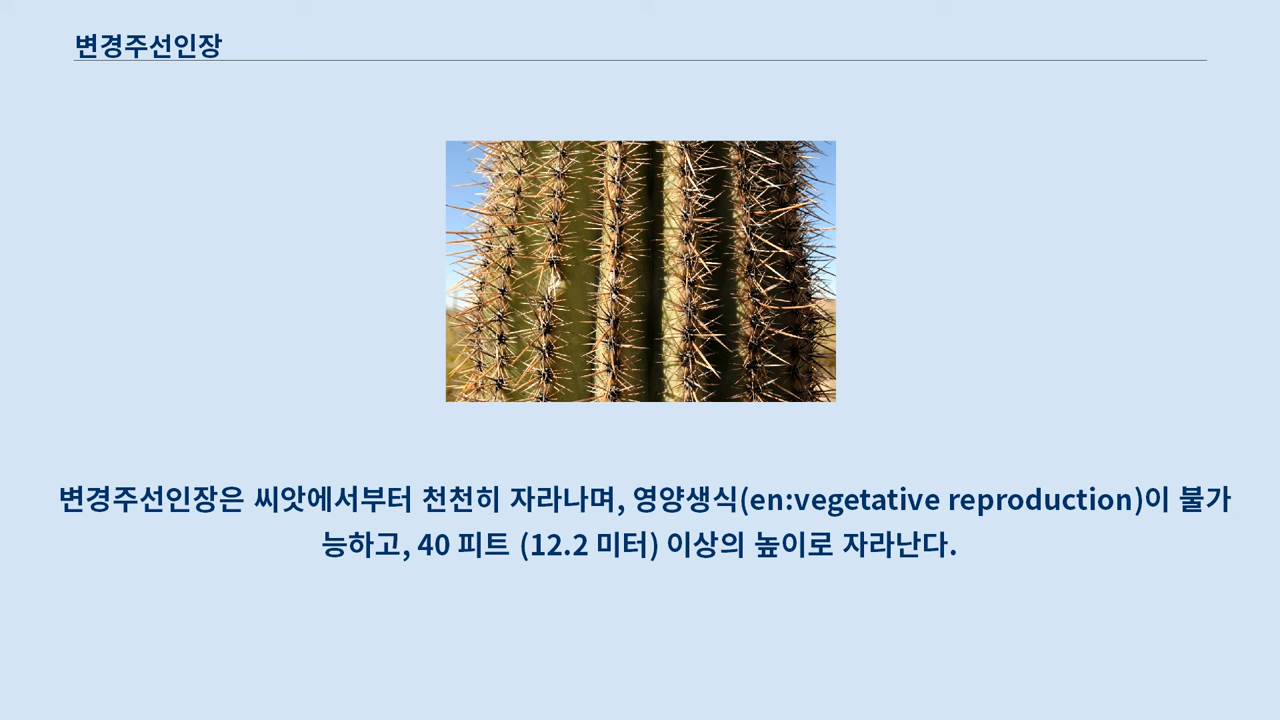 변경주선인장
변경주선인장은 씨앗에서부터 천천히 자라나며, 영양생식(en:vegetative reproduction)이 불가
능하고, 40 피트 (12.2 미터) 이상의 높이로 자라난다.